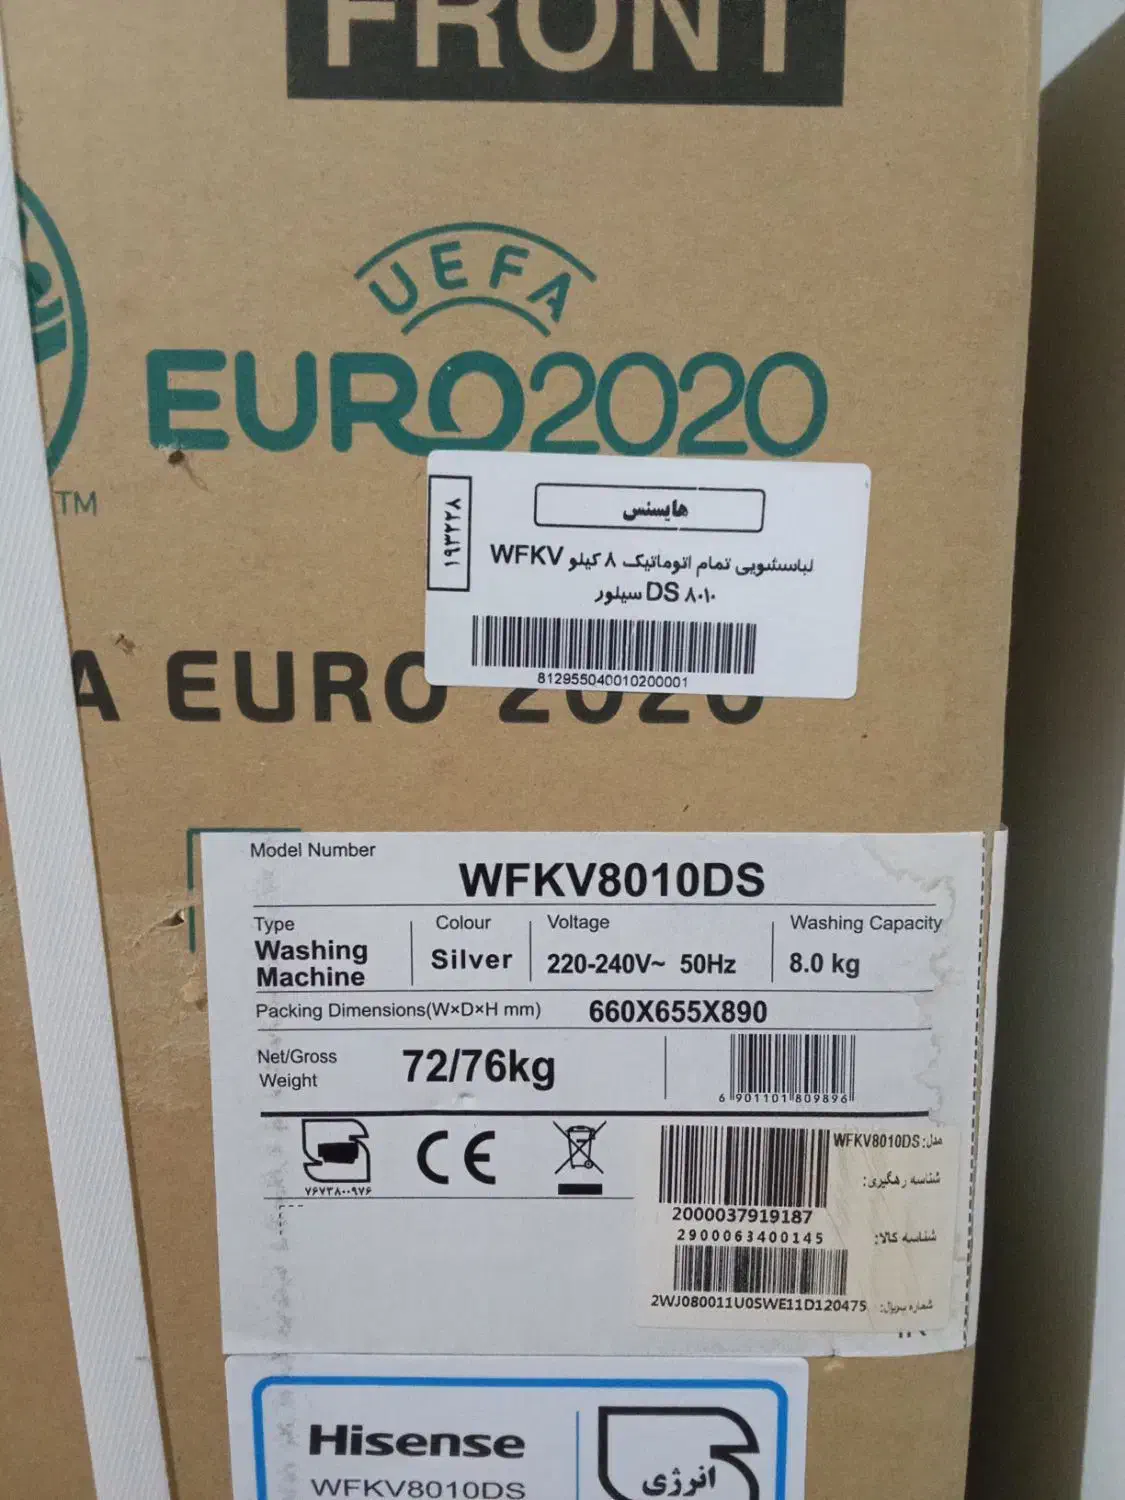 FRONT
UEFA
EURO2020
TM
۱۹۳۲۲۸
هایسنس
لباسشویی تمام اتوماتیک ۸ کیلو WFKV
۸۰۱۰ DS سیلور
812955040010200001
A EURO 2020
Model Number
WFKV8010DS
Type
Washing
Machine
Colour
Silver
Voltage
220-240V~ 50Hz
Washing Capacity
8.0 kg
Packing Dimensions(W×D×H mm)
660X655X890
Net/Gross
Weight
72/76kg
6 901101 809896
۷۶۷۳۸۰۰۹۷۶
CE
مدل: WFKV8010DS
شناسه رهگیری:
2000037919187
شناسه کالا:
2900063400145
شماره سریال:
2WJ080011U0SWE11D120475
Hisense
WFKV8010DS
انرژی